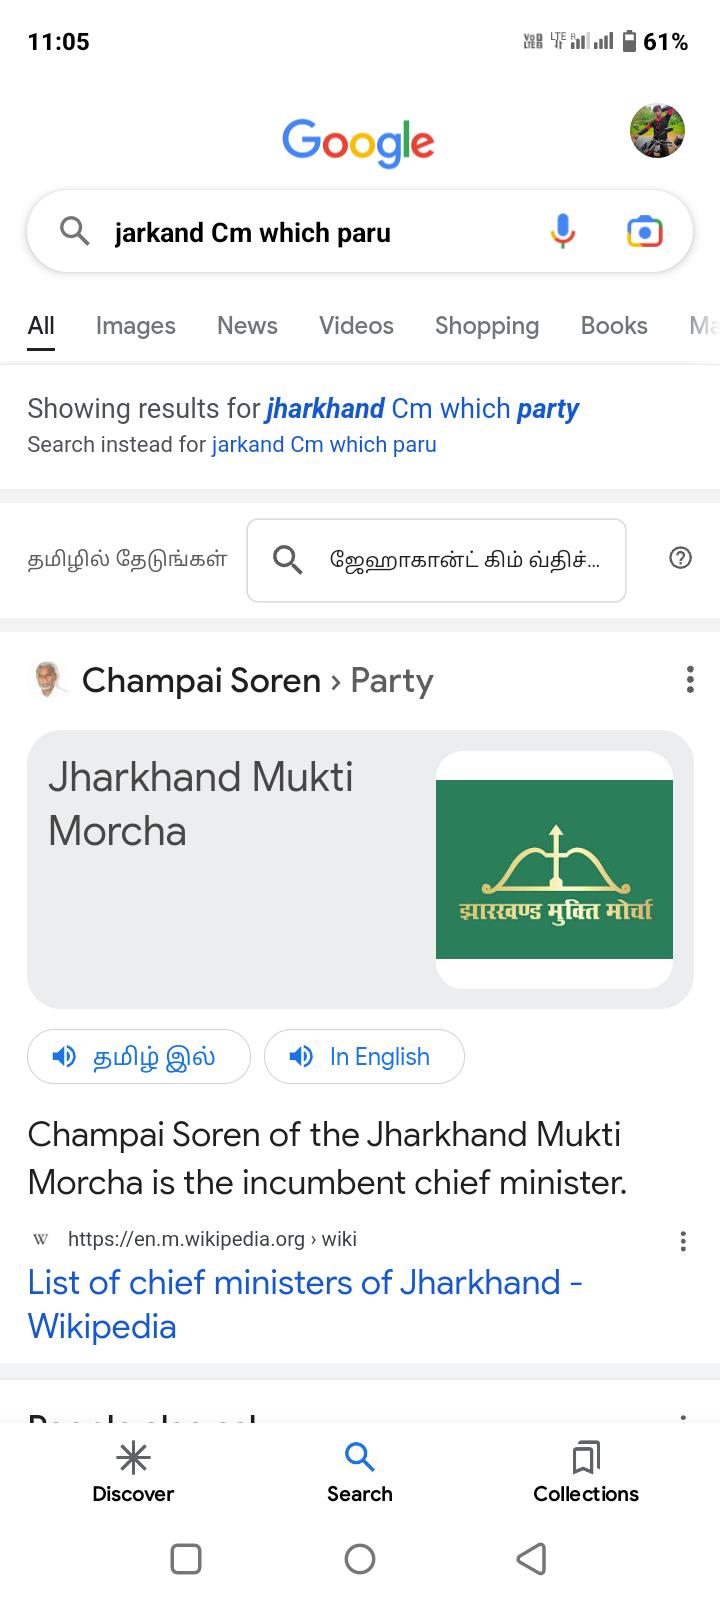 11:05
VoD LTE LTE R 61%
Google
jarkand Cm which paru
All Images News Videos Shopping Books Ma
Showing results for jharkhand Cm which party
Search instead for jarkand Cm which paru
தமிழில் தேடுங்கள் ஜேஹாகான்ட் கிம் வ்திச்...
Champai Soren › Party
Jharkhand Mukti
Morcha
झारखण्ड मुक्ति मोर्चा
தமிழ் இல் In English
Champai Soren of the Jharkhand Mukti
Morcha is the incumbent chief minister.
W https://en.m.wikipedia.org › wiki
List of chief ministers of Jharkhand -
Wikipedia
Discover Search Collections